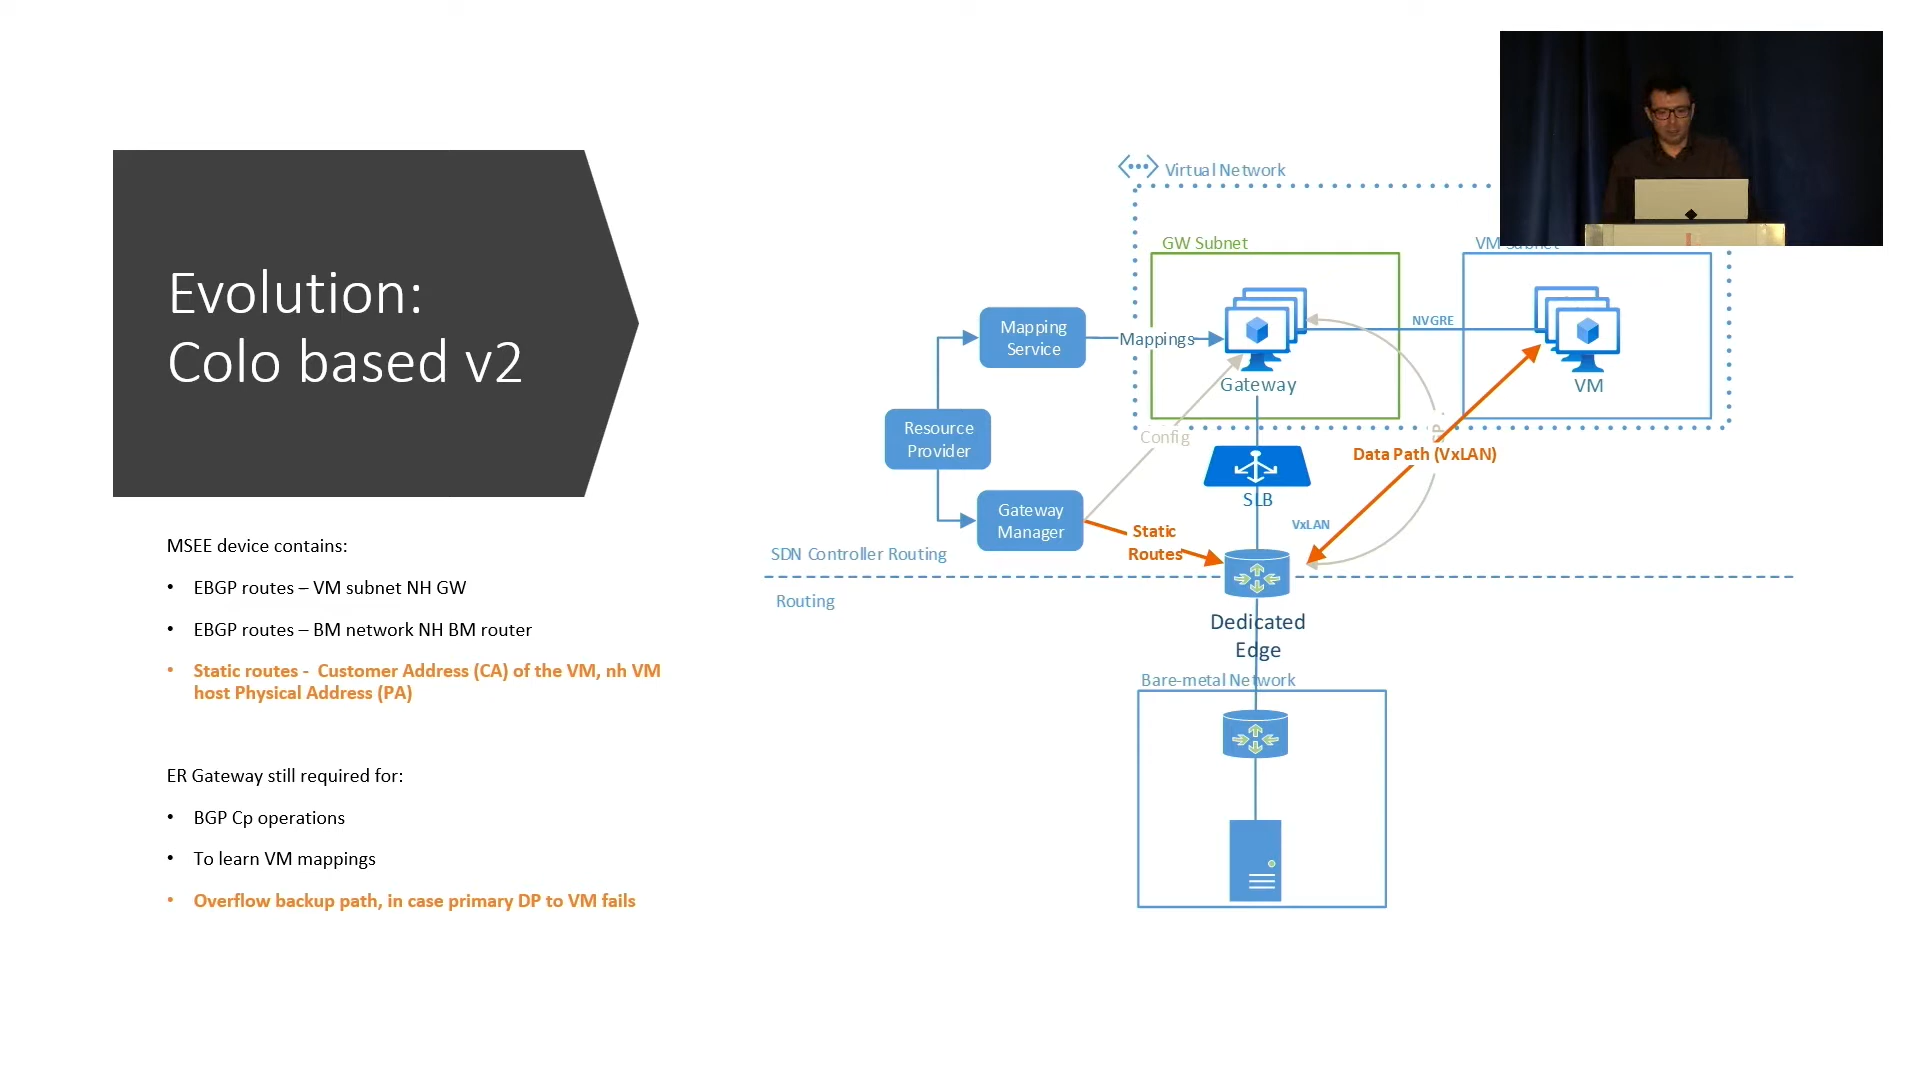 Evolution:
Colo based v2
MSEE device contains:
• EBGP routes – VM subnet NH GW
• EBGP routes – BM network NH BM router
• Static routes - Customer Address (CA) of the VM, nh VM
host Physical Address (PA)
ER Gateway still required for:
• BGP Cp operations
• To learn VM mappings
• Overflow backup path, in case primary DP to VM fails
Virtual Network
GW Subnet
VM Subnet
Mapping
Service
Mappings
NVGRE
Gateway
VM
Resource
Provider
Config
Data Path (VxLAN)
SLB
Gateway
Manager
Static
Routes
VxLAN
SDN Controller Routing
Routing
Dedicated
Edge
Bare-metal Network